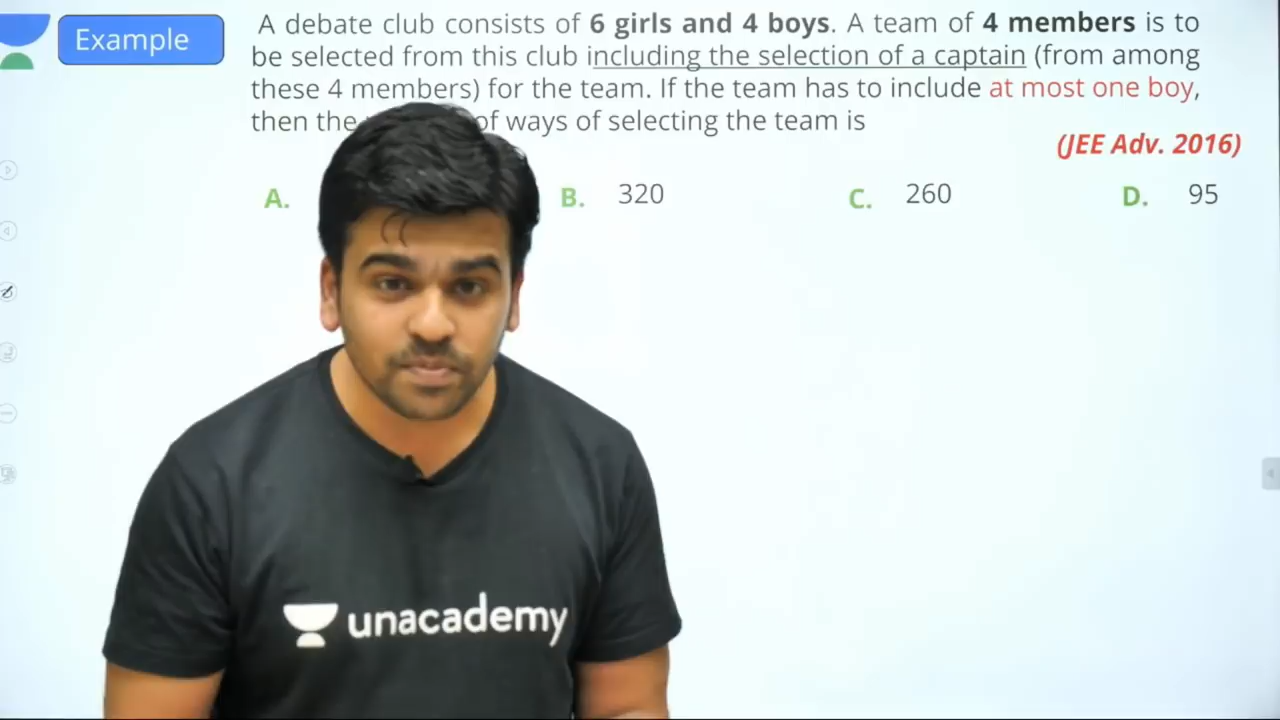 Example
A debate club consists of 6 girls and 4 boys. A team of 4 members is to
be selected from this club including the selection of a captain (from among
these 4 members) for the team. If the team has to include at most one boy,
then the of ways of selecting the team is
(JEE Adv. 2016)
A. B. 320 C. 260 D. 95
unacademy